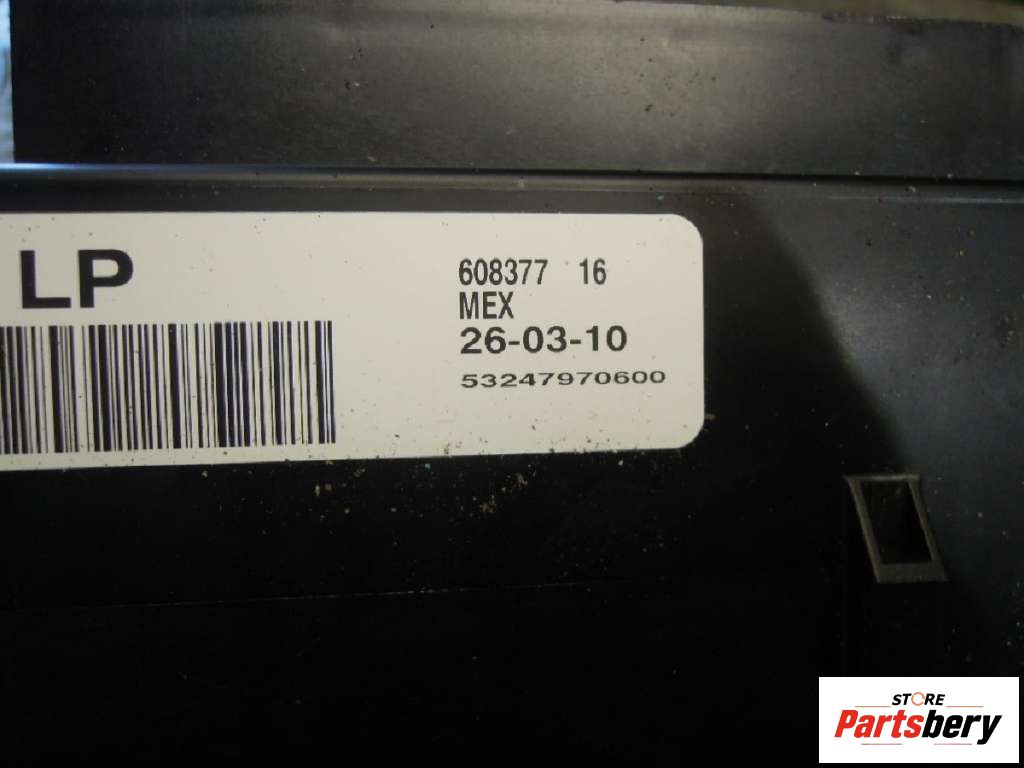 LP
608377 16
MEX
26-03-10
53247970600
STORE
Partsbery